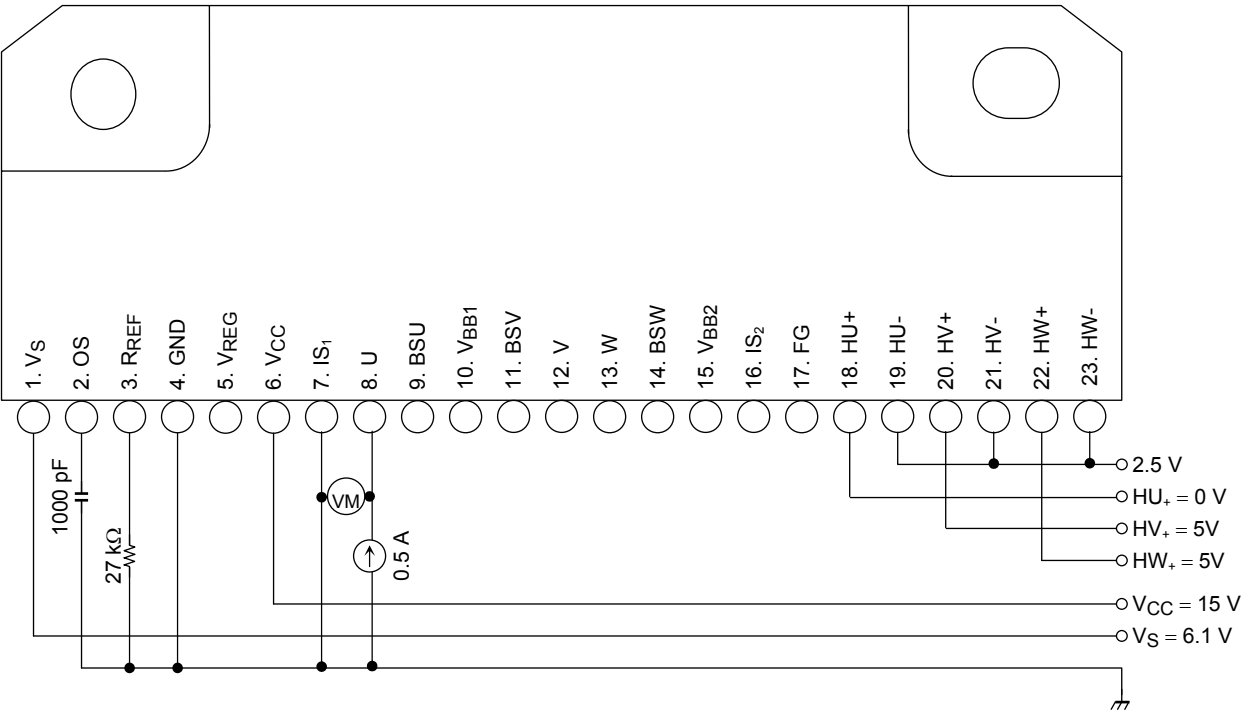 1. VS
2. OS
3. RREF
4. GND
5. VREG
6. VCC
7. IS1
8. U
9. BSU
10. VBB1
11. BSV
12. V
13. W
14. BSW
15. VBB2
16. IS2
17. FG
18. HU+
19. HU-
20. HV+
21. HV-
22. HW+
23. HW-
1000 pF
27 kΩ
VM
0.5 A
2.5 V
HU+ = 0 V
HV+ = 5V
HW+ = 5V
VCC = 15 V
VS = 6.1 V